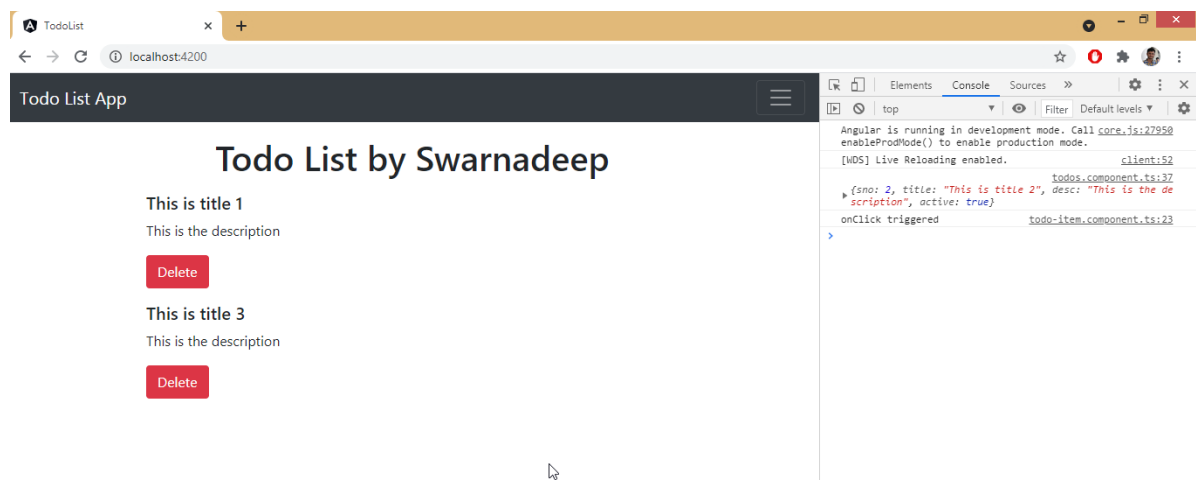 TodoList
localhost:4200
Todo List App
Todo List by Swarnadeep
This is title 1
This is the description
Delete
This is title 3
This is the description
Delete
Elements Console Sources »
top Filter Default levels ▼
Angular is running in development mode. Call core.js:27950
enableProdMode() to enable production mode.
[WDS] Live Reloading enabled. client:52
todos.component.ts:37
{sno: 2, title: "This is title 2", desc: "This is the de
scription", active: true}
onClick triggered todo-item.component.ts:23
>